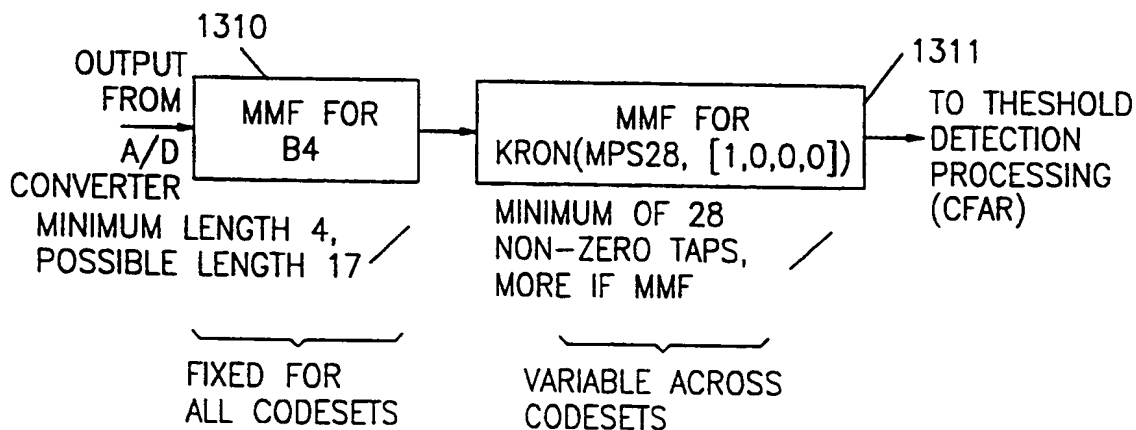 1310
OUTPUT
FROM
A/D
CONVERTER
MMF FOR
B4
MINIMUM LENGTH 4,
POSSIBLE LENGTH 17
FIXED FOR
ALL CODESETS
1311
MMF FOR
KRON(MPS28, [1,0,0,0])
MINIMUM OF 28
NON-ZERO TAPS,
MORE IF MMF
VARIABLE ACROSS
CODESETS
TO THESHOLD
DETECTION
PROCESSING
(CFAR)